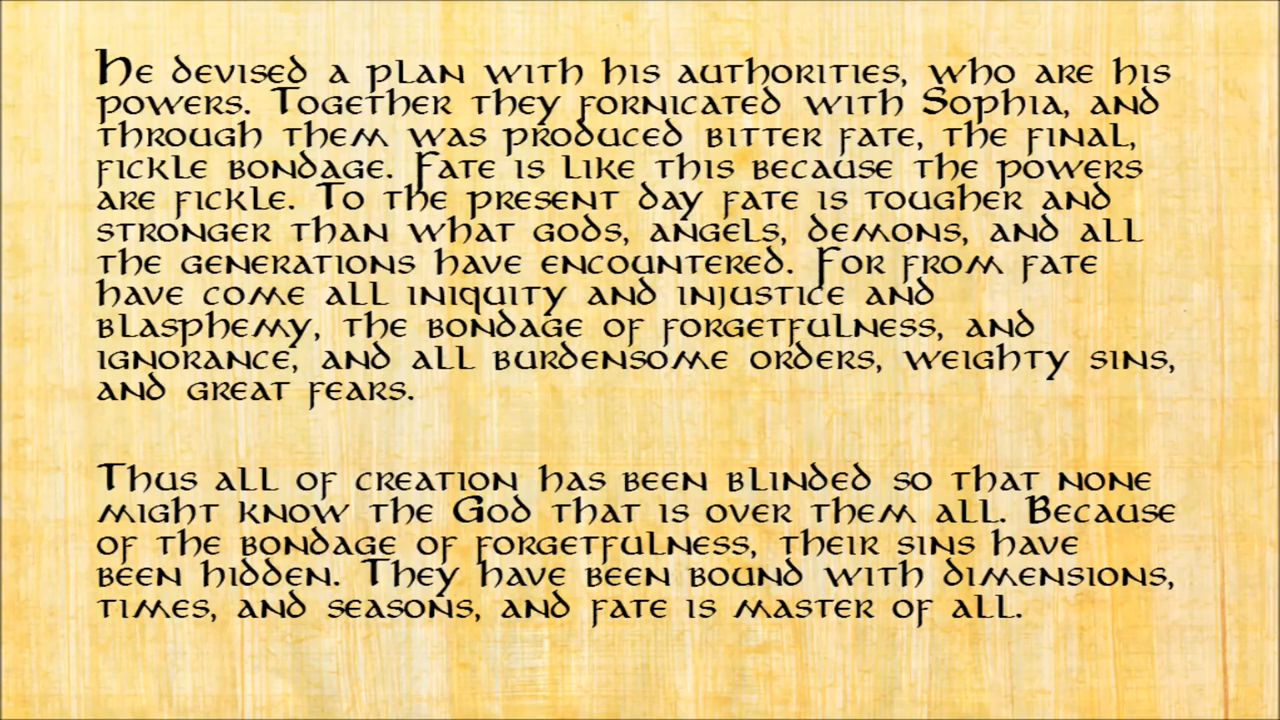 He devised a plan with his authorities, who are his
powers. Together they fornicated with Sophia, and
through them was produced bitter fate, the final,
fickle bondage. Fate is like this because the powers
are fickle. To the present day fate is tougher and
stronger than what gods, angels, demons, and all
the generations have encountered. For from fate
have come all iniquity and injustice and
blasphemy, the bondage of forgetfulness, and
ignorance, and all burdensome orders, weighty sins,
and great fears.
Thus all of creation has been blinded so that none
might know the God that is over them all. Because
of the bondage of forgetfulness, their sins have
been hidden. They have been bound with dimensions,
times, and seasons, and fate is master of all.